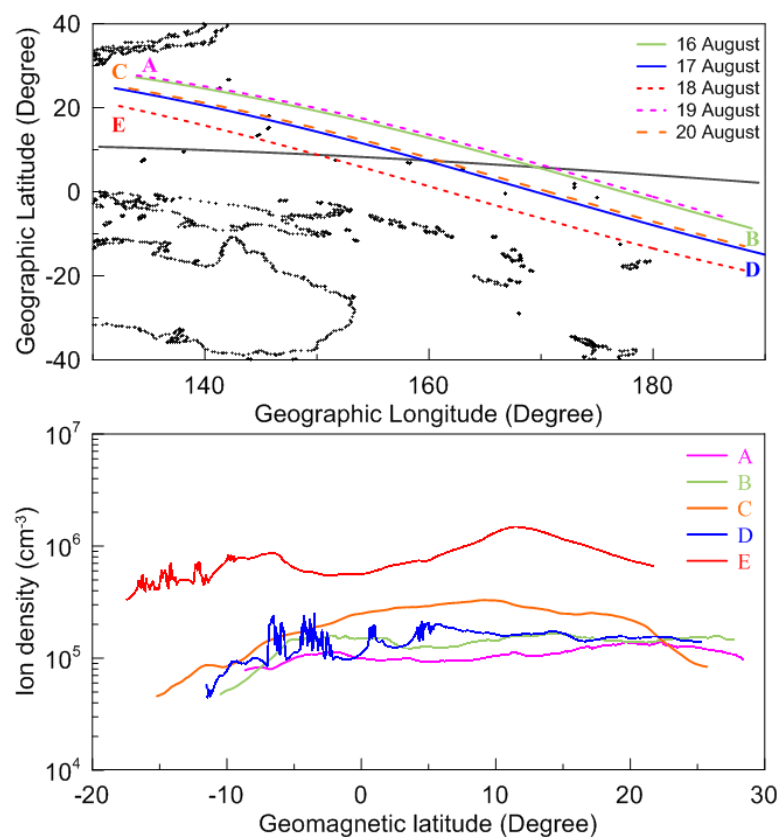 40
20
0
-20
-40
Geographic Latitude (Degree)
A
C
E
B
D
16 August
17 August
18 August
19 August
20 August
140
160
180
Geographic Longitude (Degree)
10^7
10^6
10^5
10^4
Ion density (cm^-3)
A
B
C
D
E
-20
-10
0
10
20
30
Geomagnetic latitude (Degree)